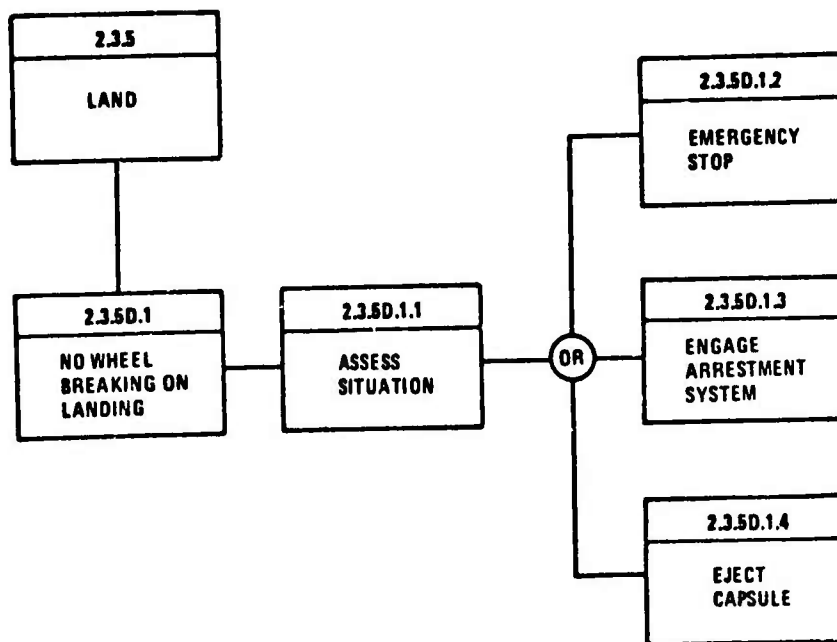 2.3.5
LAND
2.3.5D.1
NO WHEEL
BREAKING ON
LANDING
2.3.5D.1.1
ASSESS
SITUATION
OR
2.3.5D.1.2
EMERGENCY
STOP
2.3.5D.1.3
ENGAGE
ARRESTMENT
SYSTEM
2.3.5D.1.4
EJECT
CAPSULE